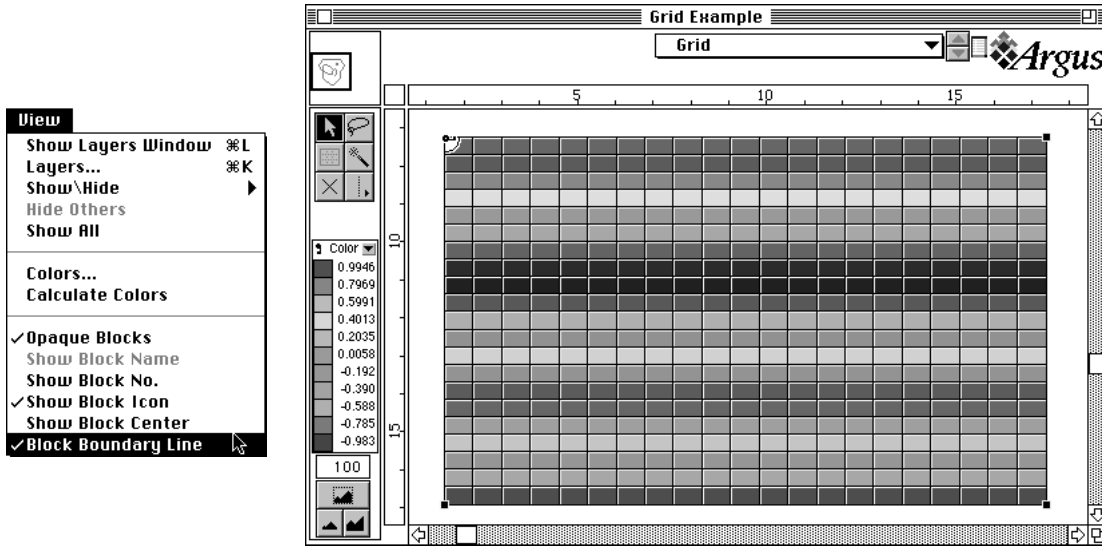 View
Show Layers Window ⌘L
Layers... ⌘K
Show\Hide
Hide Others
Show All
Colors...
Calculate Colors
✓Opaque Blocks
Show Block Name
Show Block No.
✓Show Block Icon
Show Block Center
✓Block Boundary Line
Grid Example
Grid
Argus
5 10 15
10
15
Color
0.9946
0.7969
0.5991
0.4013
0.2035
0.0058
-0.192
-0.390
-0.588
-0.785
-0.983
100